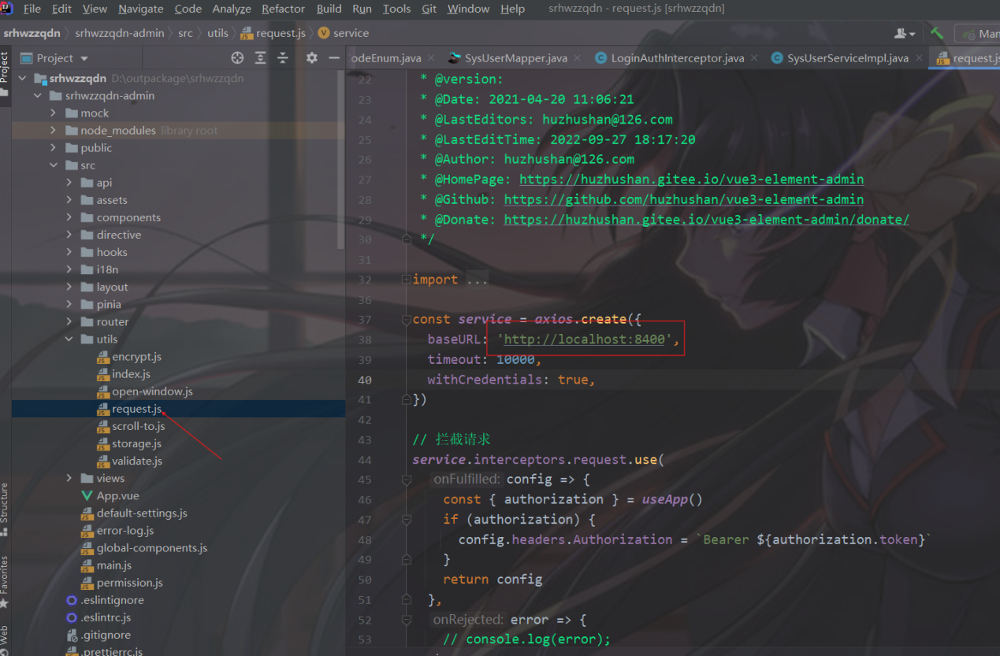 File Edit View Navigate Code Analyze Refactor Build Run Tools Git Window Help srhwzzqdn - request.js [srhwzzqdn]
srhwzzqdn srhwzzqdn-admin src utils request.js service
Project
odeEnum.java SysUserMapper.java LoginAuthInterceptor.java SysUserServiceImpl.java request.js
Project
srhwzzqdn D:\outpackage\srhwzzqdn
srhwzzqdn-admin
mock
node_modules library root
public
src
api
assets
components
directive
hooks
i18n
layout
pinia
router
utils
encrypt.js
index.js
open-window.js
request.js
scroll-to.js
storage.js
validate.js
views
App.vue
default-settings.js
error-log.js
global-components.js
main.js
permission.js
.eslintignore
.eslintrc.js
.gitignore
.prettierrc.js
Structure
Favorites
Web
22 * @version:
23 * @Date: 2021-04-20 11:06:21
24 * @LastEditors: huzhushan@126.com
25 * @LastEditTime: 2022-09-27 18:17:20
26 * @Author: huzhushan@126.com
27 * @HomePage: https://huzhushan.gitee.io/vue3-element-admin
28 * @Github: https://github.com/huzhushan/vue3-element-admin
29 * @Donate: https://huzhushan.gitee.io/vue3-element-admin/donate/
30 */
31
32 import ...
36
37 const service = axios.create({
38 baseURL: 'http://localhost:8400',
39 timeout: 10000,
40 withCredentials: true,
41 })
42
43 // 拦截请求
44 service.interceptors.request.use(
45 onFulfilled: config => {
46 const { authorization } = useApp()
47 if (authorization) {
48 config.headers.Authorization = `Bearer ${authorization.token}`
49 }
50 return config
51 },
52 onRejected: error => {
53 // console.log(error);